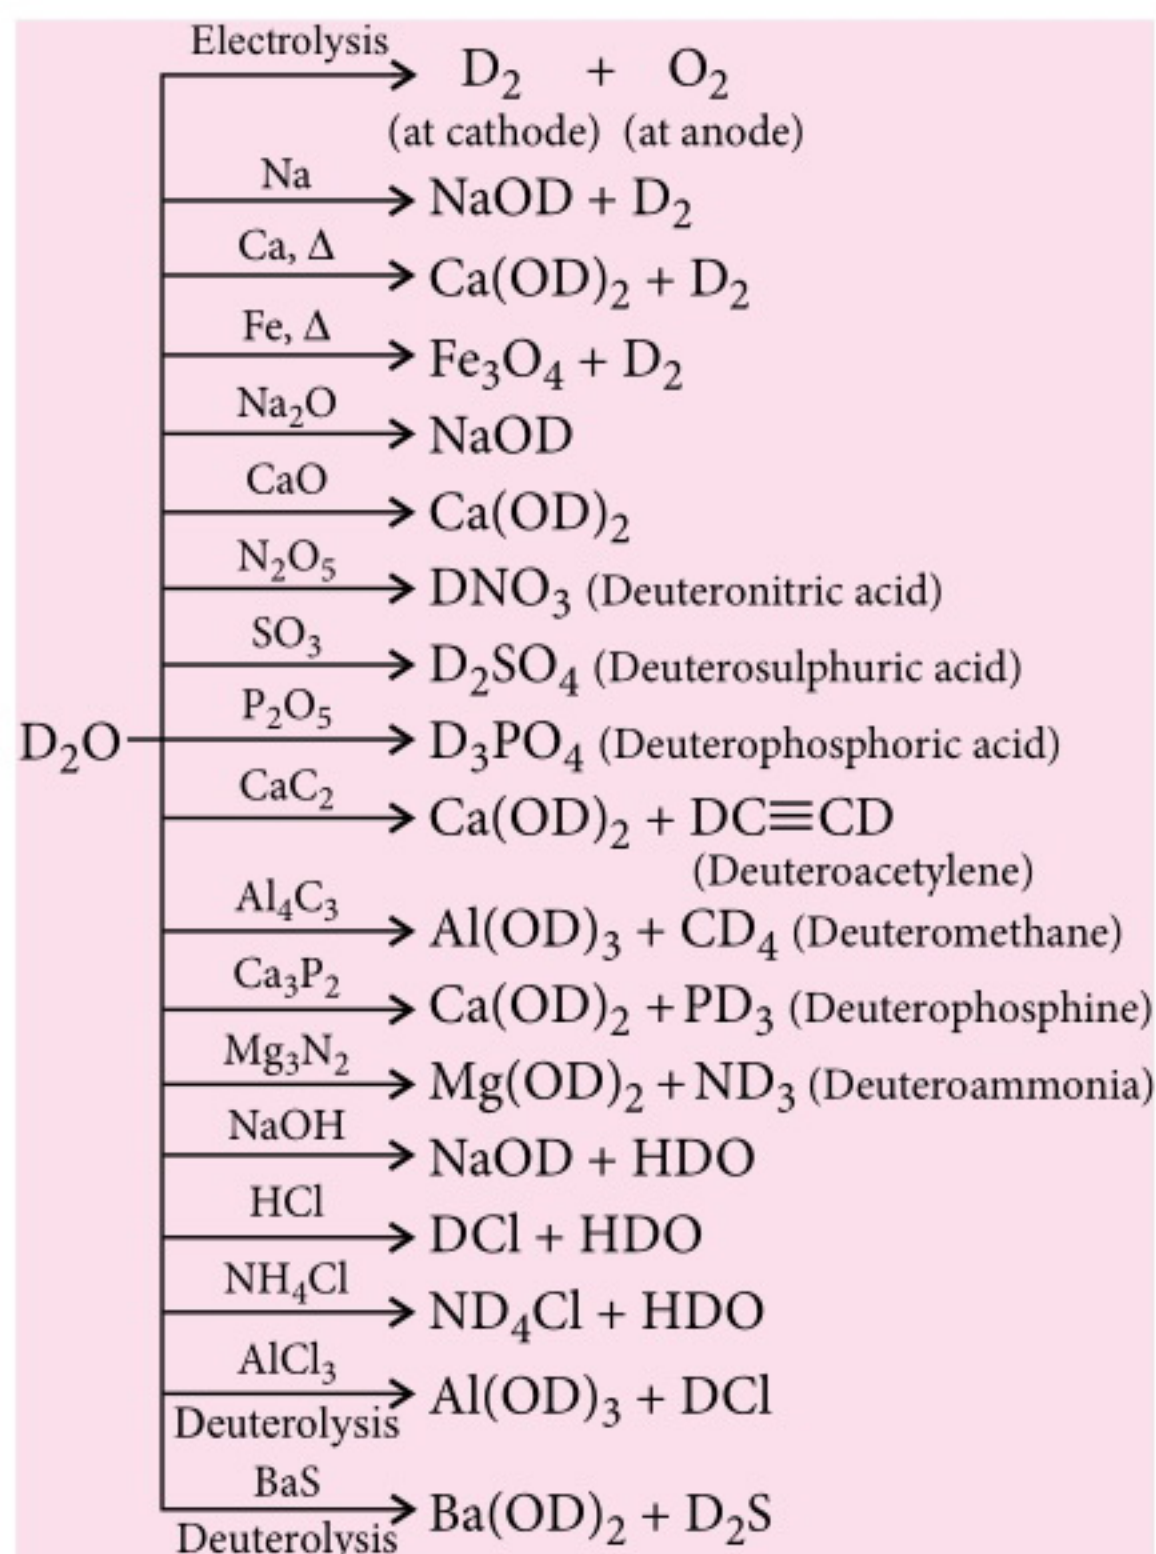 Electrolysis
D₂ + O₂
(at cathode) (at anode)
Na
NaOD + D₂
Ca, Δ
Ca(OD)₂ + D₂
Fe, Δ
Fe₃O₄ + D₂
Na₂O
NaOD
CaO
Ca(OD)₂
N₂O₅
DNO₃ (Deuteronitric acid)
SO₃
D₂SO₄ (Deuterosulphuric acid)
P₂O₅
D₂O
D₃PO₄ (Deuterophosphoric acid)
CaC₂
Ca(OD)₂ + DC≡CD
(Deuteroacetylene)
Al₄C₃
Al(OD)₃ + CD₄ (Deuteromethane)
Ca₃P₂
Ca(OD)₂ + PD₃ (Deuterophosphine)
Mg₃N₂
Mg(OD)₂ + ND₃ (Deuteroammonia)
NaOH
NaOD + HDO
HCl
DCl + HDO
NH₄Cl
ND₄Cl + HDO
AlCl₃
Al(OD)₃ + DCl
Deuterolysis
BaS
Ba(OD)₂ + D₂S
Deuterolysis